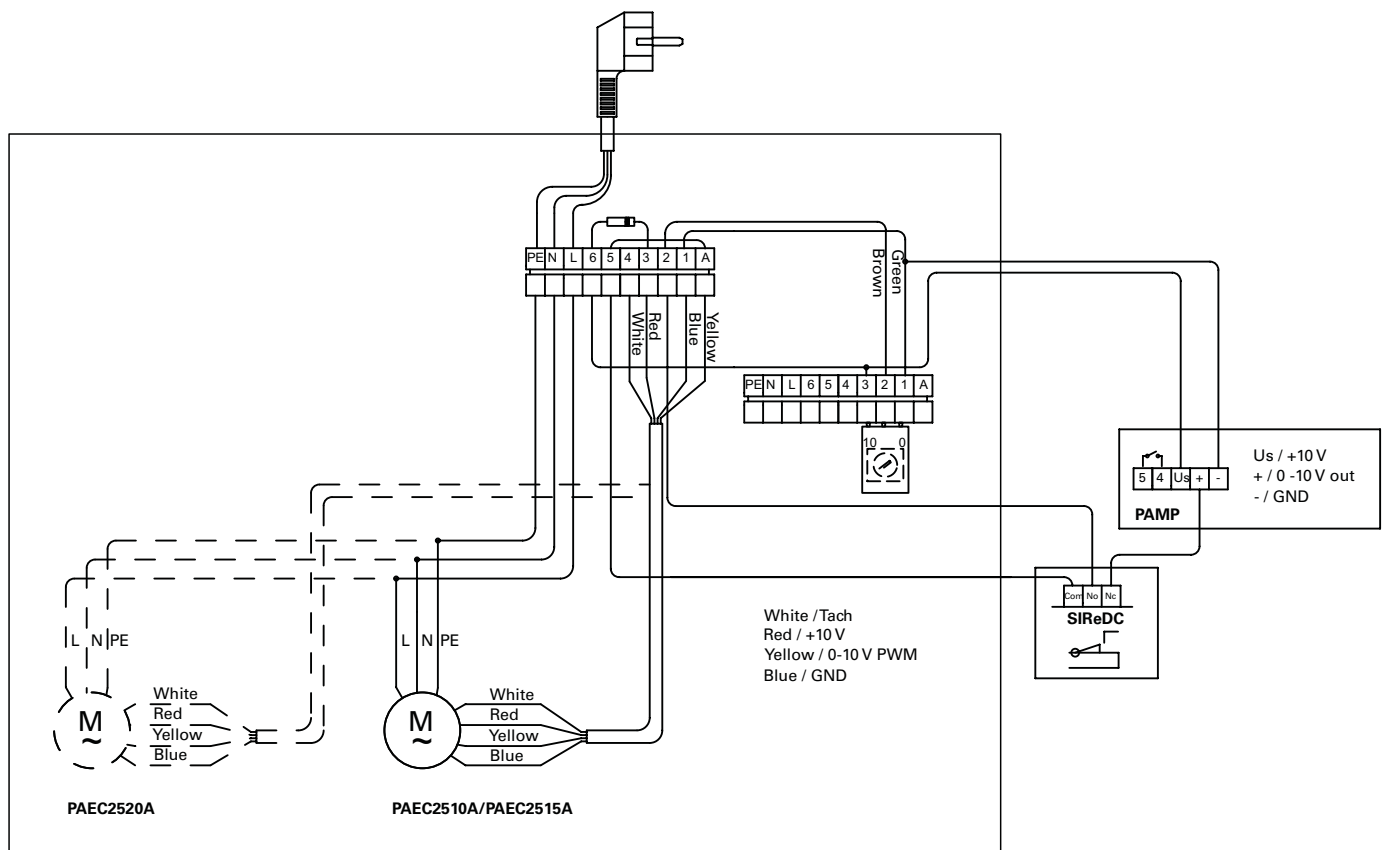 PE N L 6 5 4 3 2 1 A
Green
Brown
Yellow
Blue
Red
White
PE N L 6 5 4 3 2 1 A
10 0
5 4 Us + -
PAMP
Us / +10 V
+ / 0 -10 V out
- / GND
Com No Nc
SIReDC
White / Tach
Red / +10 V
Yellow / 0-10 V PWM
Blue / GND
L N PE
M
~
White
Red
Yellow
Blue
PAEC2520A
L N PE
M
~
White
Red
Yellow
Blue
PAEC2510A/PAEC2515A